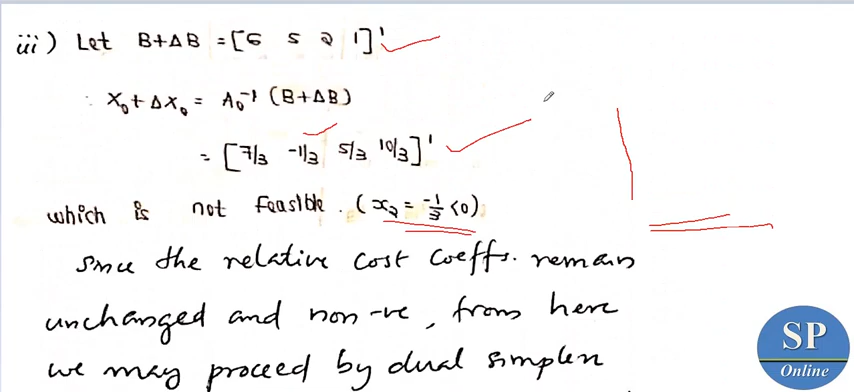 iii) Let B+ΔB = [6 5 2 1]'
∴ X₀+ΔX₀ = A₀⁻¹ (B+ΔB)
= [7/3 -1/3 5/3 10/3]'
which is not feasible. (x₂ = -1/3 <0)
Since the relative cost coeffs. remain
unchanged and non -ve, from here
we may proceed by dual simplex
SP
Online